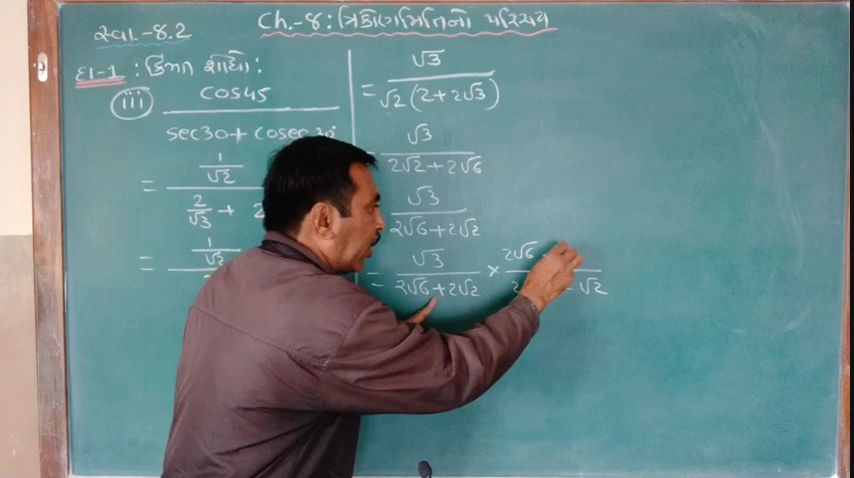 Ch.-8: ત્રિકોણમિતિનો પરિચય
સ્વા.-8.2
દા-1 : કિંમત શોધો :
(iii) cos45
sec30 + cosec30°
= 1/√2
2/√3 + 2
= 1/√2
= √3
√2 (2+2√3)
√3
2√2 + 2√6
√3
2√6 + 2√2
= √3 × 2√6
2√6 + 2√2 - √2